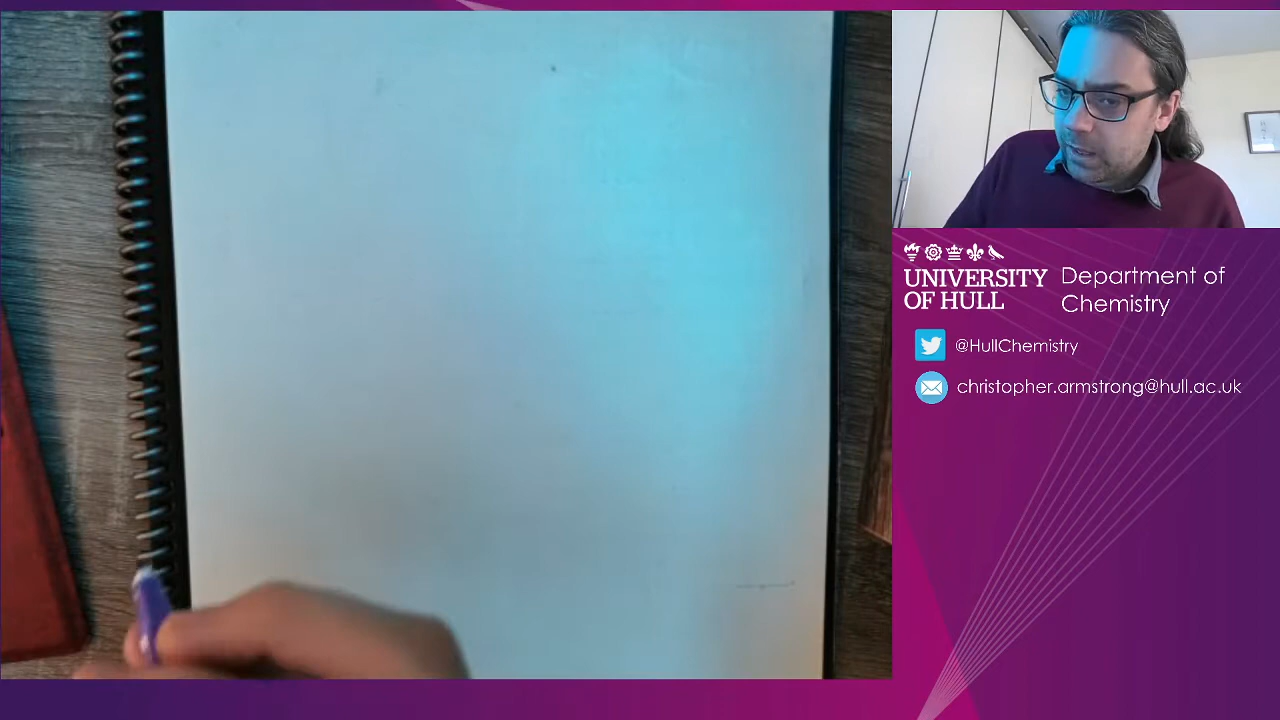 UNIVERSITY
OF HULL
Department of
Chemistry
@HullChemistry
christopher.armstrong@hull.ac.uk